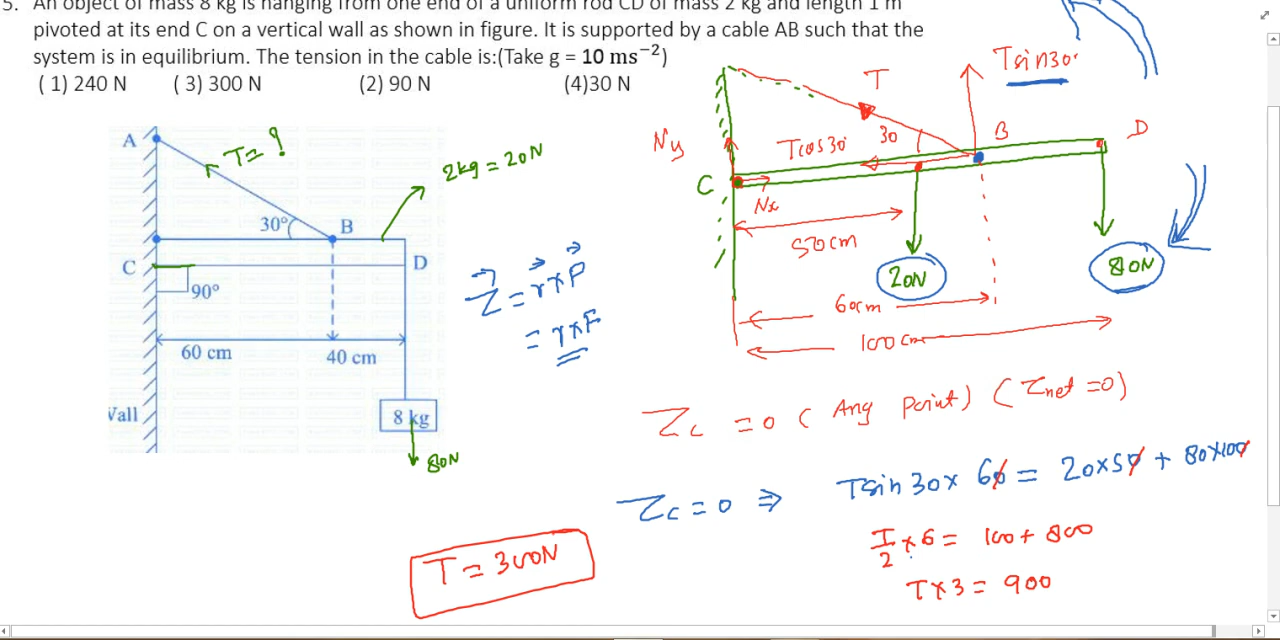 5. An object of mass 8 kg is hanging from one end of a uniform rod CD of mass 2 kg and length 1 m
pivoted at its end C on a vertical wall as shown in figure. It is supported by a cable AB such that the
system is in equilibrium. The tension in the cable is:(Take g = 10 ms⁻²)
( 1) 240 N ( 3) 300 N (2) 90 N (4)30 N
A
T= ?
2kg = 20N
30°
B
C
D
90°
60 cm
40 cm
Wall
8 kg
80N
τ = r×P
= r×F
T
Tsin30°
Ny
Tcos30
30
B
D
C
Nx
50cm
20N
80N
60cm
100cm
τc = 0 ( Any point) (τnet = 0)
τc = 0 ⇒ Tsin30× 60 = 20×50 + 80×100
T/2 × 6 = 100 + 800
T×3 = 900
T = 300N